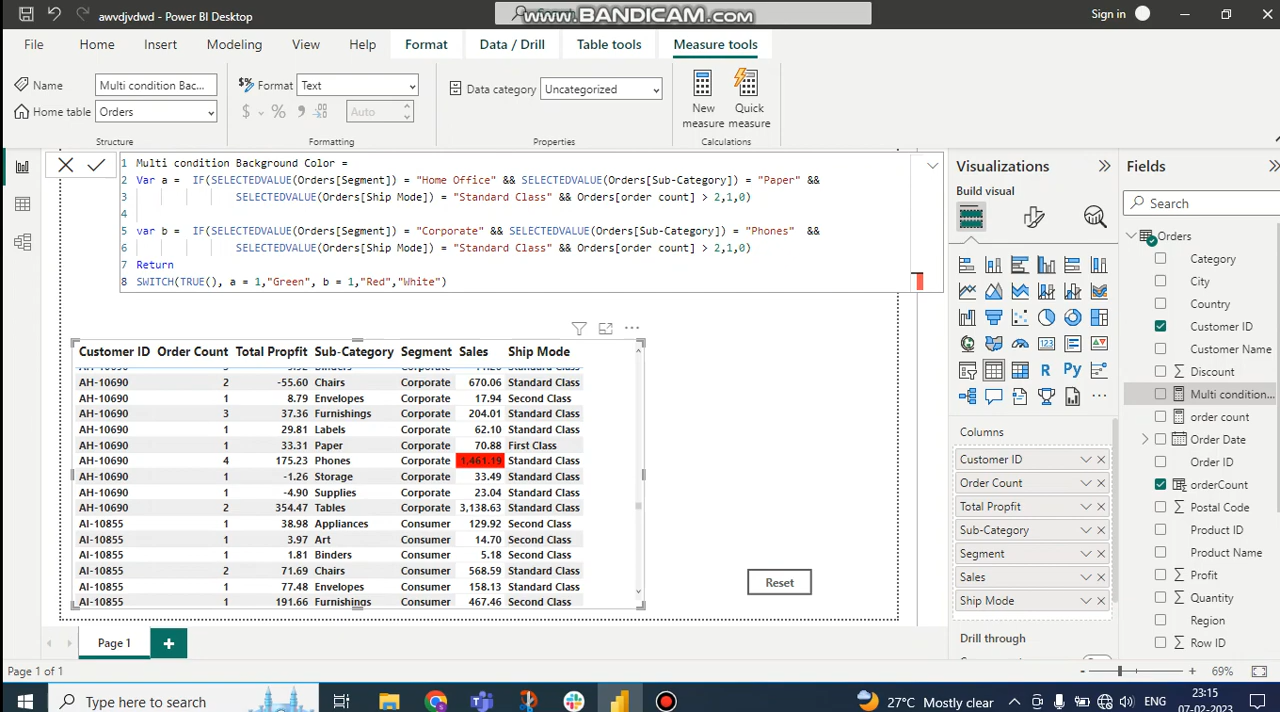 awvdjvdwd - Power BI Desktop
www.BANDICAM.com
Sign in
File Home Insert Modeling View Help Format Data / Drill Table tools Measure tools
Name Multi condition Bac...
Home table Orders
Structure
Format Text
$ % Auto
Formatting
Data category Uncategorized
Properties
New measure
Quick measure
Calculations
1 Multi condition Background Color =
2 Var a = IF(SELECTEDVALUE(Orders[Segment]) = "Home Office" && SELECTEDVALUE(Orders[Sub-Category]) = "Paper" &&
3 SELECTEDVALUE(Orders[Ship Mode]) = "Standard Class" && Orders[order count] > 2,1,0)
4
5 var b = IF(SELECTEDVALUE(Orders[Segment]) = "Corporate" && SELECTEDVALUE(Orders[Sub-Category]) = "Phones" &&
6 SELECTEDVALUE(Orders[Ship Mode]) = "Standard Class" && Orders[order count] > 2,1,0)
7 Return
8 SWITCH(TRUE(), a = 1,"Green", b = 1,"Red","White")
Customer ID Order Count Total Propfit Sub-Category Segment Sales Ship Mode
AH-10690 2 -55.60 Chairs Corporate 670.06 Standard Class
AH-10690 1 8.79 Envelopes Corporate 17.94 Second Class
AH-10690 3 37.36 Furnishings Corporate 204.01 Standard Class
AH-10690 1 29.81 Labels Corporate 62.10 Standard Class
AH-10690 1 33.31 Paper Corporate 70.88 First Class
AH-10690 4 175.23 Phones Corporate 1,461.19 Standard Class
AH-10690 1 -1.26 Storage Corporate 33.49 Second Class
AH-10690 1 -4.90 Supplies Corporate 23.04 Standard Class
AH-10690 2 354.47 Tables Corporate 3,138.63 Standard Class
AI-10855 1 38.98 Appliances Consumer 129.92 Second Class
AI-10855 1 3.97 Art Consumer 14.70 Second Class
AI-10855 1 1.81 Binders Consumer 5.18 Second Class
AI-10855 2 71.69 Chairs Consumer 568.59 Standard Class
AI-10855 1 77.48 Envelopes Consumer 158.13 Standard Class
AI-10855 1 191.66 Furnishings Consumer 467.46 Second Class
Reset
Page 1
Page 1 of 1
Visualizations
Build visual
Columns
Customer ID
Order Count
Total Propfit
Sub-Category
Segment
Sales
Ship Mode
Drill through
Fields
Search
Orders
Category
City
Country
Customer ID
Customer Name
Discount
Multi condition...
order count
Order Date
Order ID
orderCount
Postal Code
Product ID
Product Name
Profit
Quantity
Region
Row ID
69%
Type here to search
27°C Mostly clear
ENG
23:15
07-02-2023